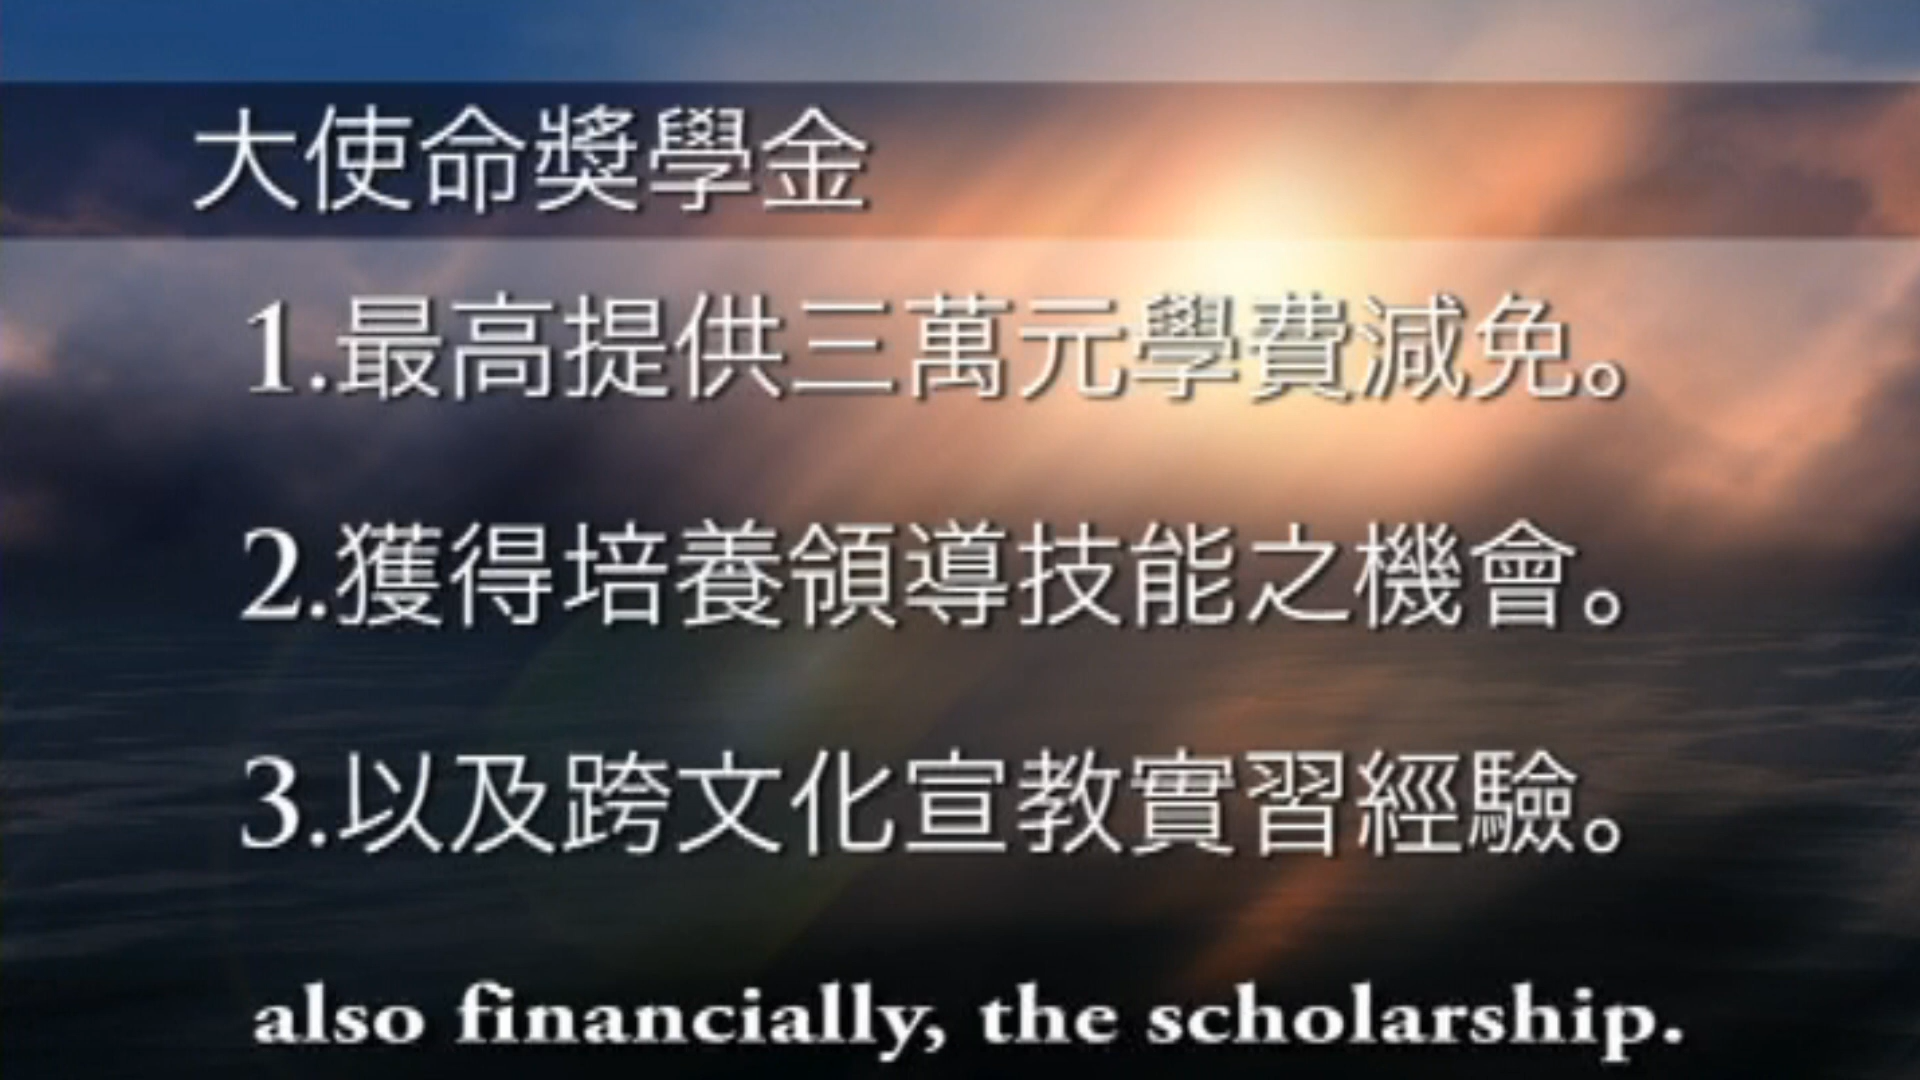 大使命獎學金
1.最高提供三萬元學費減免。
2.獲得培養領導技能之機會。
3.以及跨文化宣教實習經驗。
also financially, the scholarship.